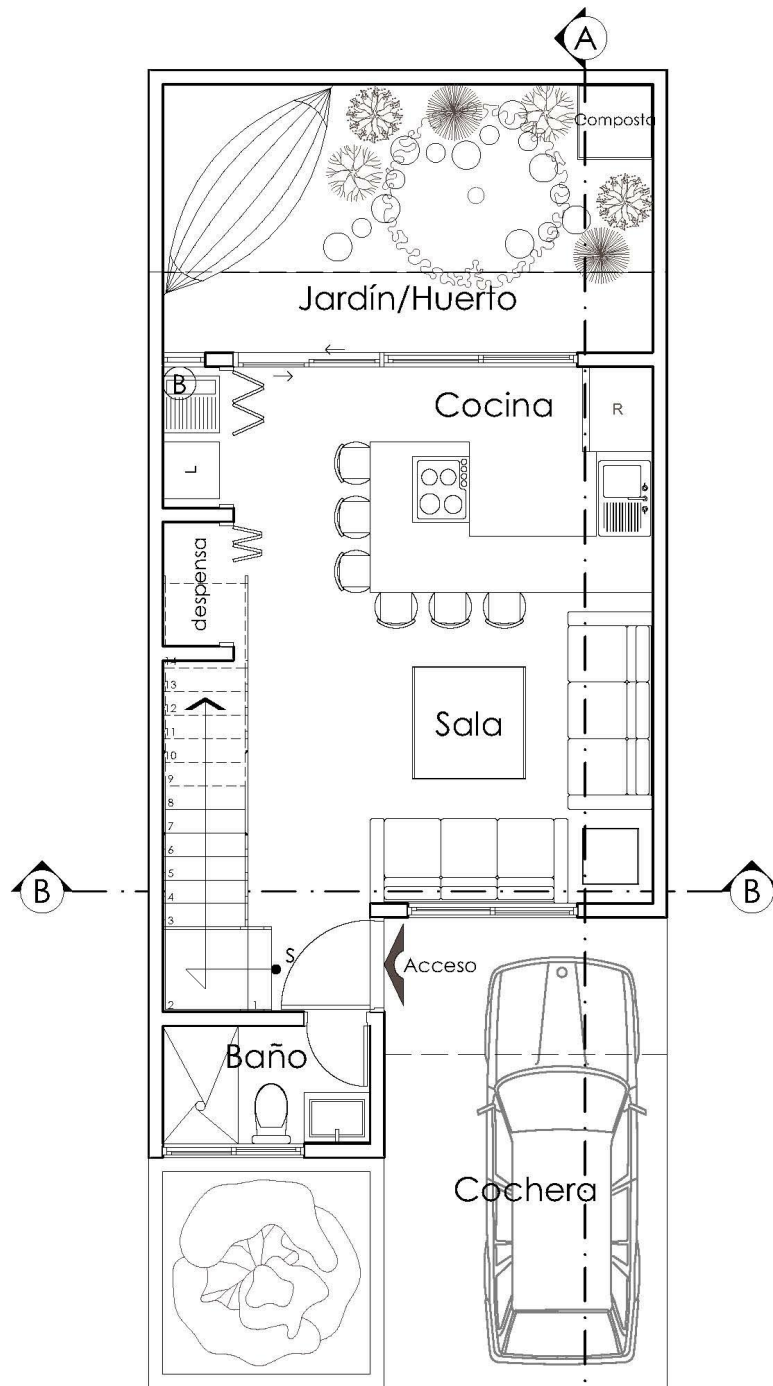 A
Composta
Jardín/Huerto
B
Cocina
R
L
despensa
14
13
12
11
10
9
8
7
6
5
4
3
2
1
Sala
B
B
S
Acceso
Baño
Cochera